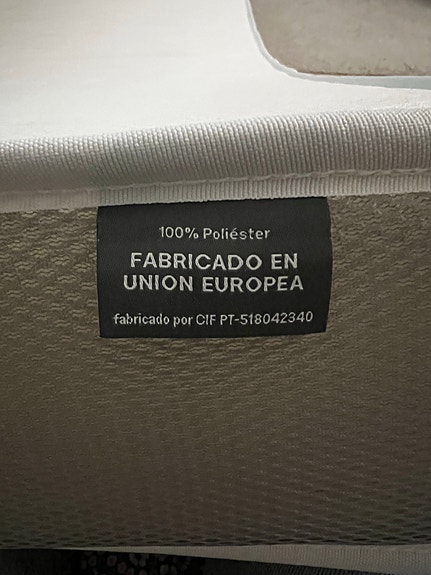 100% Poliéster
FABRICADO EN
UNION EUROPEA
fabricado por CIF PT-518042340